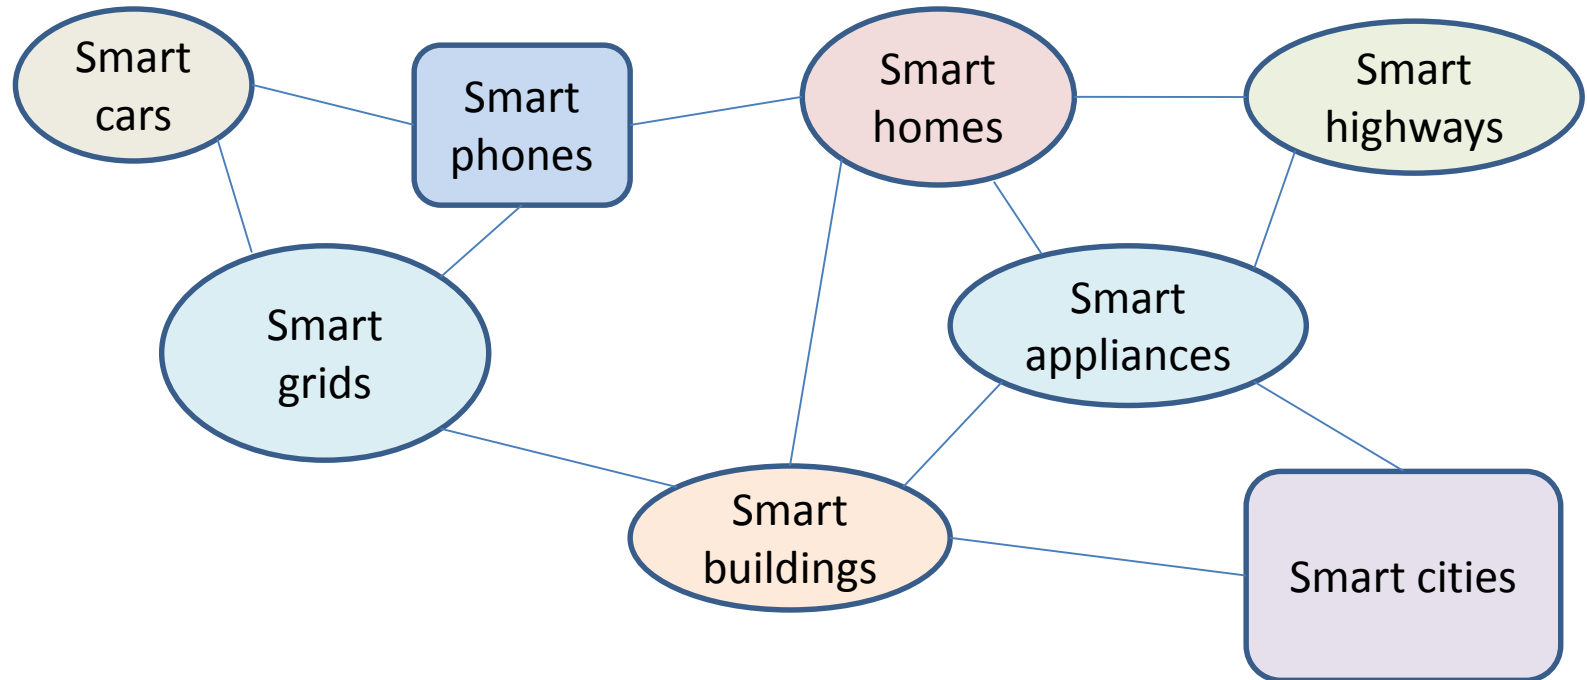 Smart
cars
Smart
phones
Smart
homes
Smart
highways
Smart
grids
Smart
appliances
Smart
buildings
Smart cities